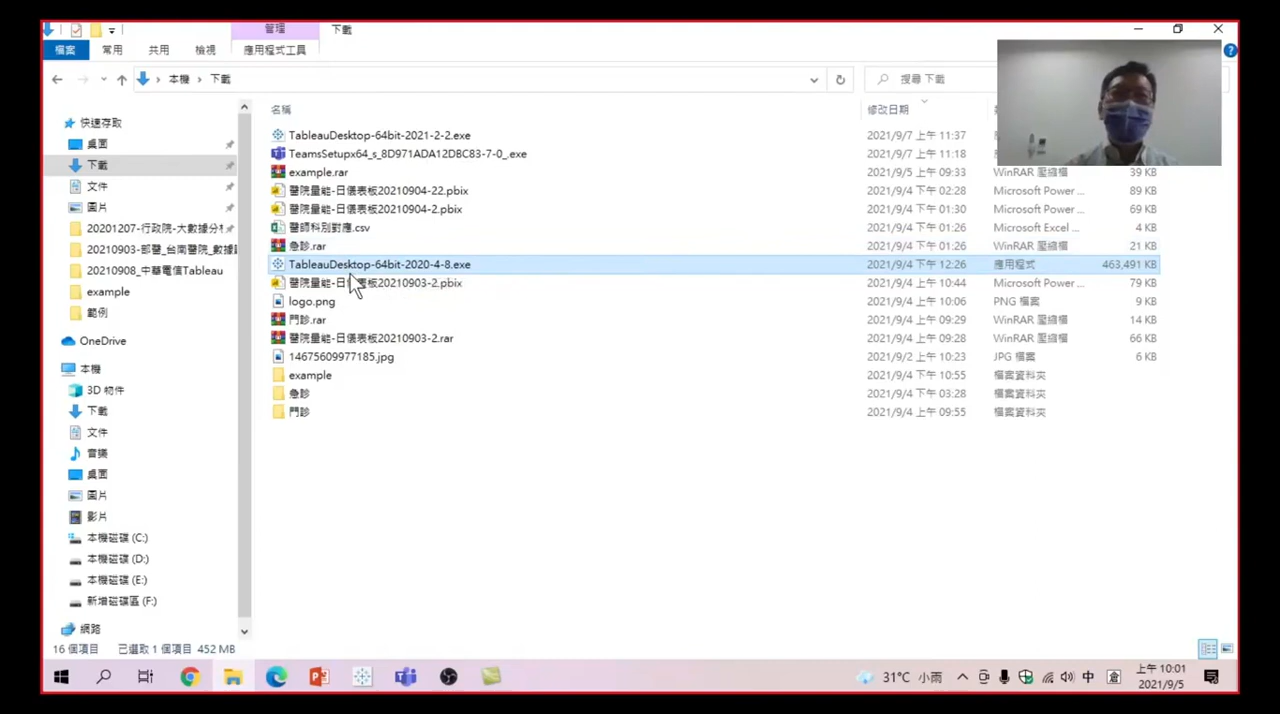 管理
下載
檔案
常用
共用
檢視
應用程式工具
本機 › 下載
搜尋 下載
快速存取
桌面
下載
文件
圖片
20201207-行政院-大數據分析
20210903-部醫_台南醫院_數據
20210908_中華電信Tableau
example
範例
OneDrive
本機
3D 物件
下載
文件
音樂
桌面
圖片
影片
本機磁碟 (C:)
本機磁碟 (D:)
本機磁碟 (E:)
新增磁碟區 (F:)
網路
名稱 修改日期
TableauDesktop-64bit-2021-2-2.exe 2021/9/7 上午 11:37
TeamsSetupx64_s_8D971ADA12DBC83-7-0_.exe 2021/9/7 上午 11:18
example.rar 2021/9/5 上午 09:33 WinRAR 壓縮檔 39 KB
醫院量能-日儀表板20210904-22.pbix 2021/9/4 下午 02:28 Microsoft Power ... 89 KB
醫院量能-日儀表板20210904-2.pbix 2021/9/4 下午 01:30 Microsoft Power ... 69 KB
醫師科別對應.csv 2021/9/4 下午 01:26 Microsoft Excel ... 4 KB
急診.rar 2021/9/4 下午 01:26 WinRAR 壓縮檔 21 KB
TableauDesktop-64bit-2020-4-8.exe 2021/9/4 下午 12:26 應用程式 463,491 KB
醫院量能-日儀表板20210903-2.pbix 2021/9/4 上午 10:44 Microsoft Power ... 79 KB
logo.png 2021/9/4 上午 10:06 PNG 檔案 9 KB
門診.rar 2021/9/4 上午 09:29 WinRAR 壓縮檔 14 KB
醫院量能-日儀表板20210903-2.rar 2021/9/4 上午 09:28 WinRAR 壓縮檔 66 KB
14675609977185.jpg 2021/9/2 上午 10:23 JPG 檔案 6 KB
example 2021/9/4 上午 10:55 檔案資料夾
急診 2021/9/4 下午 03:28 檔案資料夾
門診 2021/9/4 上午 09:55 檔案資料夾
16 個項目 已選取 1 個項目 452 MB
31°C 小雨
中
倉
上午 10:01
2021/9/5